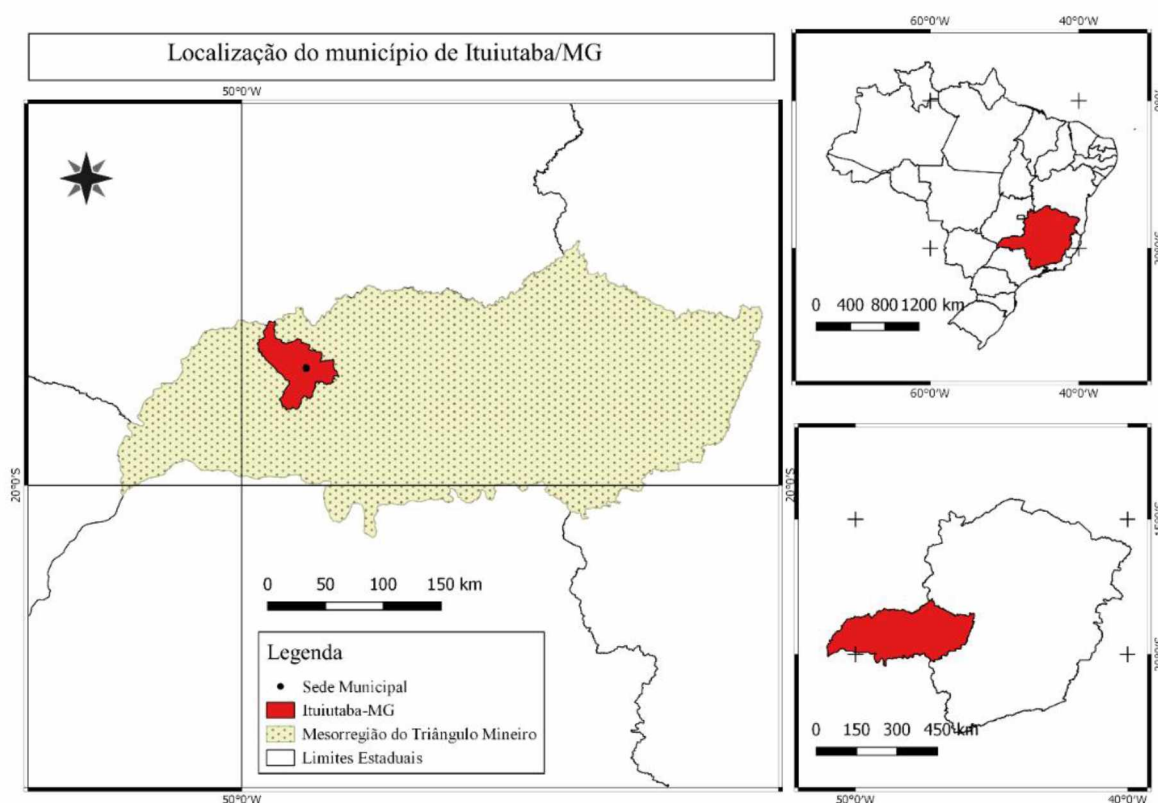 Localização do município de Ituiutaba/MG
50°0'W
20°0'S
20°0'S
0 50 100 150 km
Legenda
Sede Municipal
Ituiutaba-MG
Mesorregião do Triângulo Mineiro
Limites Estaduais
50°0'W
60°0'W 40°0'W
0 400 800 1200 km
60°0'W 40°0'W
0 150 300 450 km
50°0'W 40°0'W